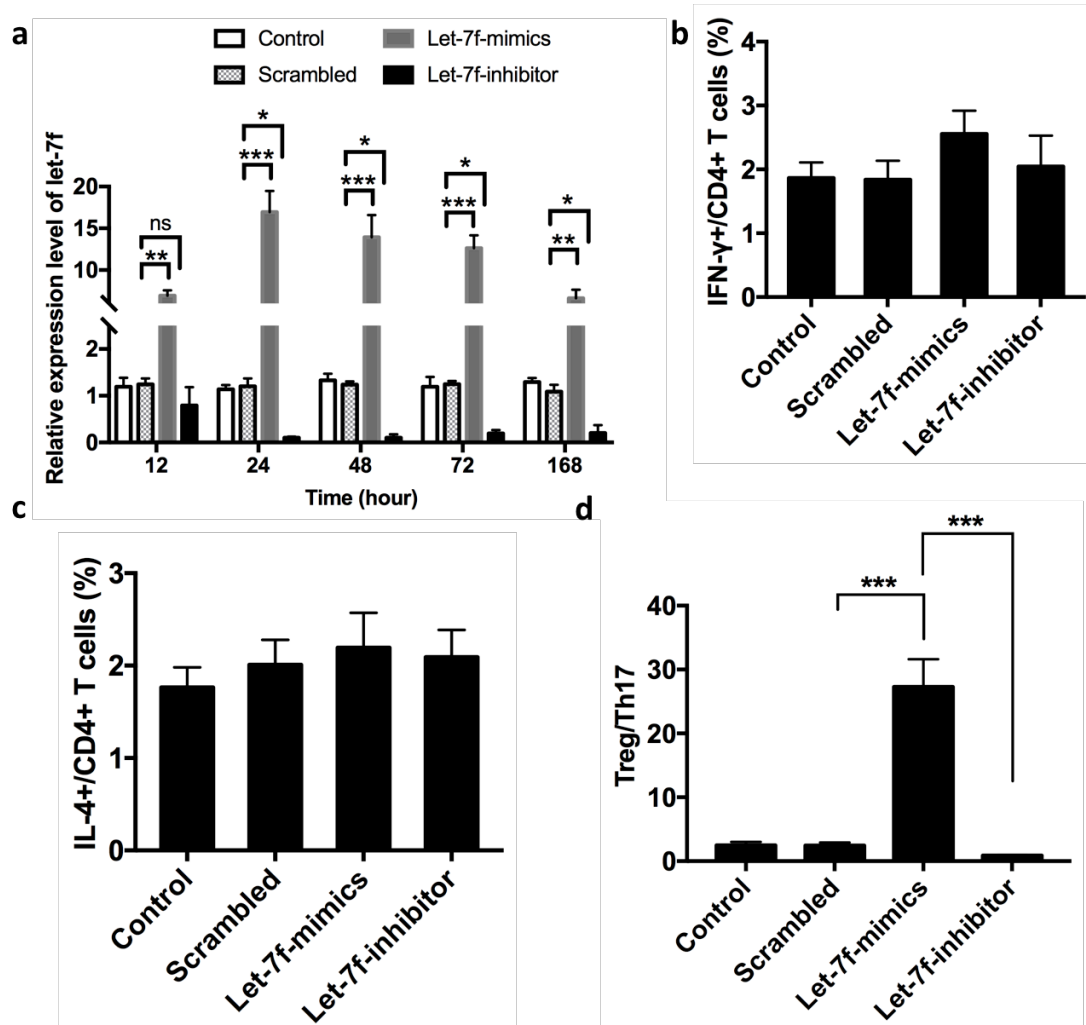 a
Control
Let-7f-mimics
Scrambled
Let-7f-inhibitor
Relative expression level of let-7f
20
15
10
2
1
0
ns
**
*
***
*
***
*
***
*
**
12 24 48 72 168
Time (hour)
b
IFN-γ+/CD4+ T cells (%)
4
3
2
1
0
Control
Scrambled
Let-7f-mimics
Let-7f-inhibitor
c
IL-4+/CD4+ T cells (%)
3
2
1
0
Control
Scrambled
Let-7f-mimics
Let-7f-inhibitor
d
Treg/Th17
40
30
20
10
0
***
***
Control
Scrambled
Let-7f-mimics
Let-7f-inhibitor